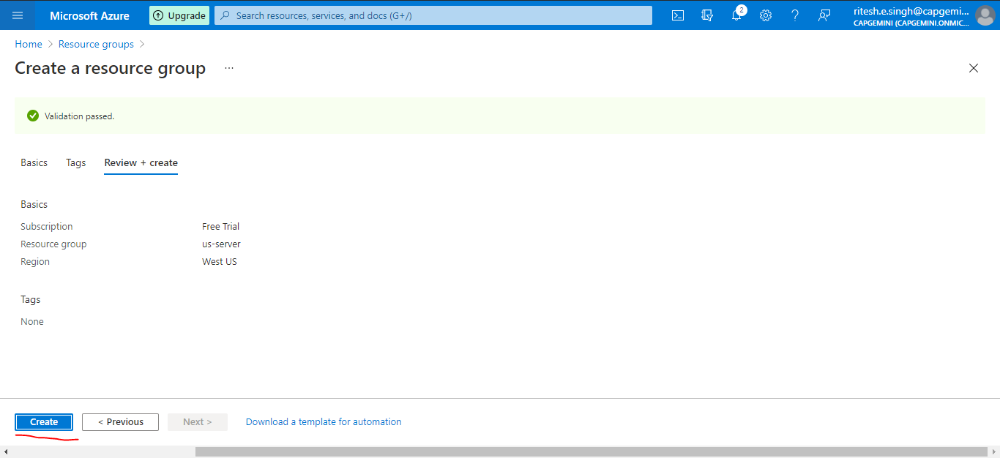 Microsoft Azure Upgrade Search resources, services, and docs (G+/) 2 ritesh.e.singh@capgemi...
CAPGEMINI (CAPGEMINI.ONMIC...
Home > Resource groups >
Create a resource group ...
Validation passed.
Basics Tags Review + create
Basics
Subscription Free Trial
Resource group us-server
Region West US
Tags
None
Create < Previous Next > Download a template for automation